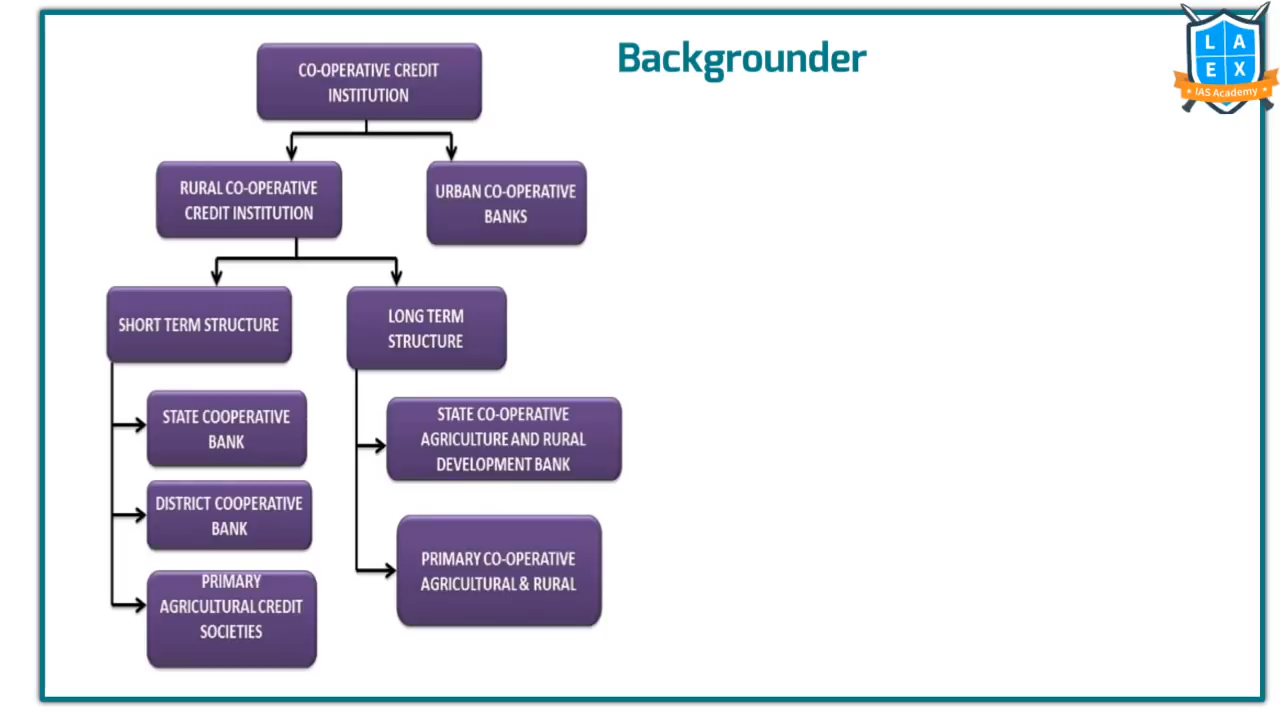 Backgrounder
L A
E X
IAS Academy
CO-OPERATIVE CREDIT
INSTITUTION
RURAL CO-OPERATIVE
CREDIT INSTITUTION
URBAN CO-OPERATIVE
BANKS
SHORT TERM STRUCTURE
LONG TERM
STRUCTURE
STATE COOPERATIVE
BANK
DISTRICT COOPERATIVE
BANK
PRIMARY
AGRICULTURAL CREDIT
SOCIETIES
STATE CO-OPERATIVE
AGRICULTURE AND RURAL
DEVELOPMENT BANK
PRIMARY CO-OPERATIVE
AGRICULTURAL & RURAL